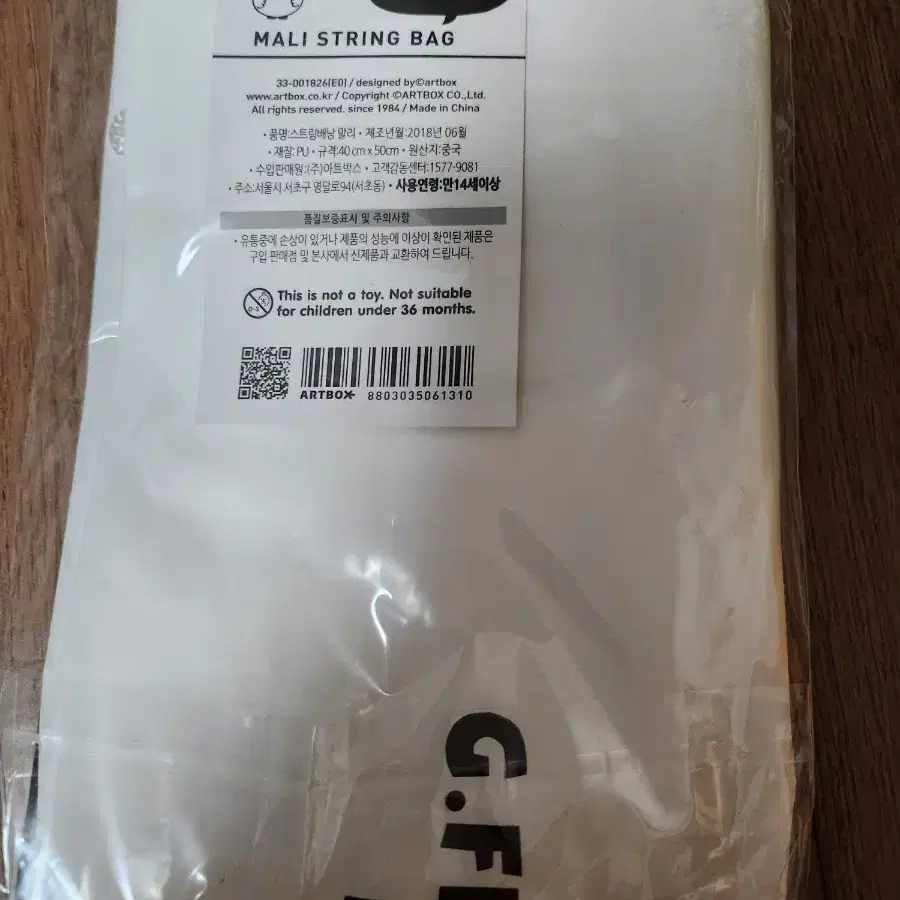 MALI STRING BAG
33-001826(E0) / designed by©artbox
www.artbox.co.kr / Copyright ©ARTBOX CO.,Ltd.
All rights reserved. since 1984 / Made in China
• 품명:스트링배낭 말리 • 제조년월:2018년 06월
• 재질: PU • 규격:40 cm x 50cm • 원산지:중국
• 수입판매원:(주)아트박스 • 고객감동센터:1577-9081
• 주소:서울시 서초구 명달로94(서초동) • 사용연령:만14세이상
품질보증표시 및 주의사항
• 유통중에 손상이 있거나 제품의 성능에 이상이 확인된 제품은
구입 판매점 및 본사에서 신제품과 교환하여 드립니다.
0-3
This is not a toy. Not suitable
for children under 36 months.
ARTBOX 8803035061310
G.F